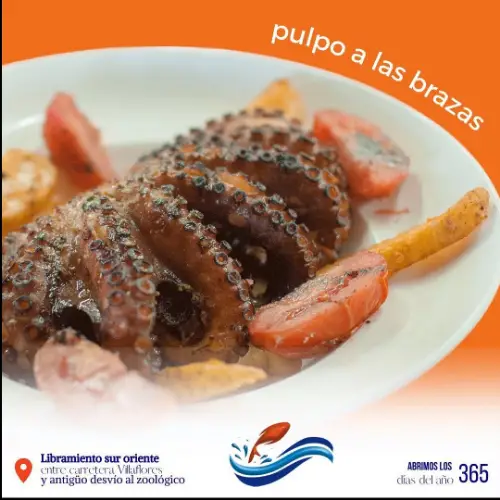 pulpo a las brazas
Libramiento sur oriente
entre carretera Villaflores
y antigüo desvío al zoológico
ABRIMOS LOS
días del año 365